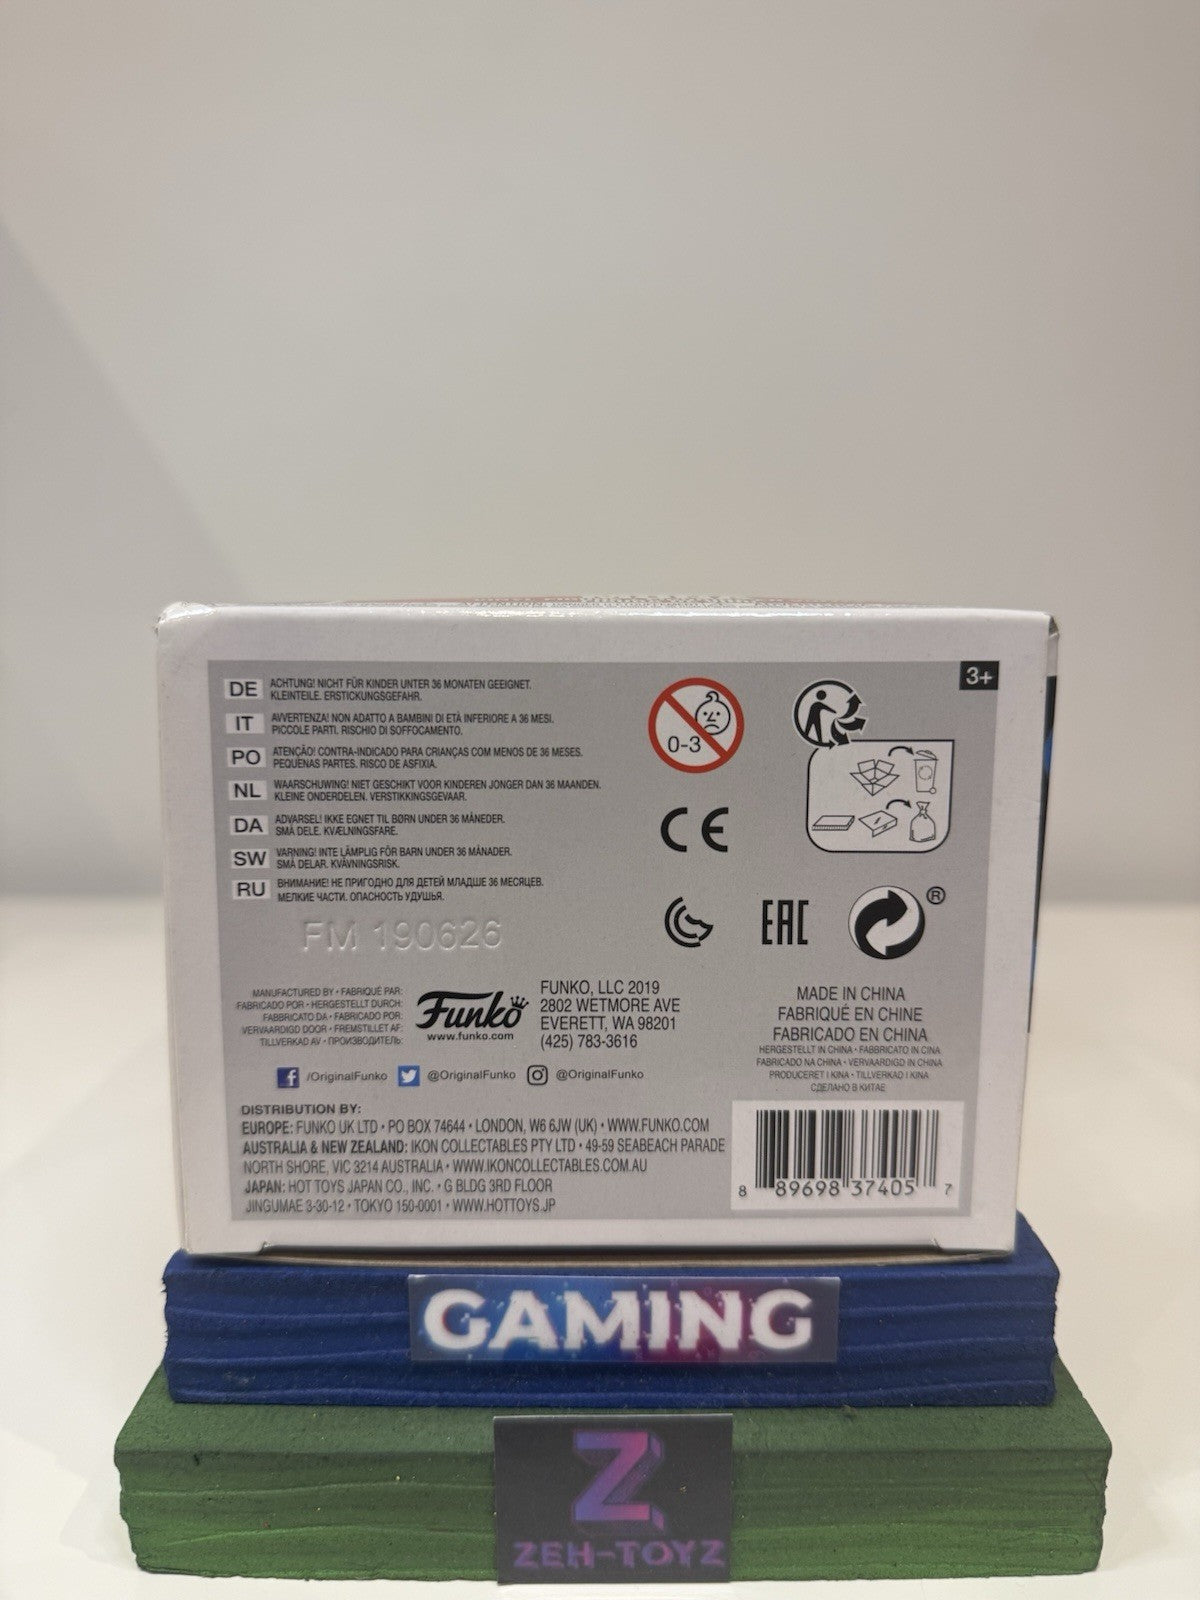 3+
DE ACHTUNG! NICHT FÜR KINDER UNTER 36 MONATEN GEEIGNET.
KLEINTEILE. ERSTICKUNGSGEFAHR.
IT AVVERTENZA! NON ADATTO A BAMBINI DI ETÀ INFERIORE A 36 MESI.
PICCOLE PARTI. RISCHIO DI SOFFOCAMENTO.
PO ATENÇÃO! CONTRA-INDICADO PARA CRIANÇAS COM MENOS DE 36 MESES.
PEQUENAS PARTES. RISCO DE ASFIXIA.
NL WAARSCHUWING! NIET GESCHIKT VOOR KINDEREN JONGER DAN 36 MAANDEN.
KLEINE ONDERDELEN. VERSTIKKINGSGEVAAR.
DA ADVARSEL! IKKE EGNET TIL BØRN UNDER 36 MÅNEDER.
SMÅ DELE. KVÆLNINGSFARE.
SW VARNING! INTE LÄMPLIG FÖR BARN UNDER 36 MÅNADER.
SMÅ DELAR. KVÄVNINGSRISK.
RU ВНИМАНИЕ! НЕ ПРИГОДНО ДЛЯ ДЕТЕЙ МЛАДШЕ 36 МЕСЯЦЕВ.
МЕЛКИЕ ЧАСТИ. ОПАСНОСТЬ УДУШЬЯ.
FM 190626
0-3
CE
EAC
®
MANUFACTURED BY • FABRIQUÉ PAR:
FABRICADO POR • HERGESTELLT DURCH:
FABBRICATO DA • FABRICADO POR:
VERVAARDIGD DOOR • FREMSTILLET AF:
TILLVERKAD AV • ПРОИЗВОДИТЕЛЬ:
Funko
www.funko.com
FUNKO, LLC 2019
2802 WETMORE AVE
EVERETT, WA 98201
(425) 783-3616
MADE IN CHINA
FABRIQUÉ EN CHINE
FABRICADO EN CHINA
HERGESTELLT IN CHINA • FABBRICATO IN CINA
FABRICADO NA CHINA • VERVAARDIGD IN CHINA
PRODUCERET I KINA • TILLVERKAD I KINA
СДЕЛАНО В КИТАЕ
/OriginalFunko @OriginalFunko @OriginalFunko
DISTRIBUTION BY:
EUROPE: FUNKO UK LTD • PO BOX 74644 • LONDON, W6 6JW (UK) • WWW.FUNKO.COM
AUSTRALIA & NEW ZEALAND: IKON COLLECTABLES PTY LTD • 49-59 SEABEACH PARADE
NORTH SHORE, VIC 3214 AUSTRALIA • WWW.IKONCOLLECTABLES.COM.AU
JAPAN: HOT TOYS JAPAN CO., INC. • G BLDG 3RD FLOOR
JINGUMAE 3-30-12 • TOKYO 150-0001 • WWW.HOTTOYS.JP
8 89698 37405 7
GAMING
Z
ZEH-TOYZ